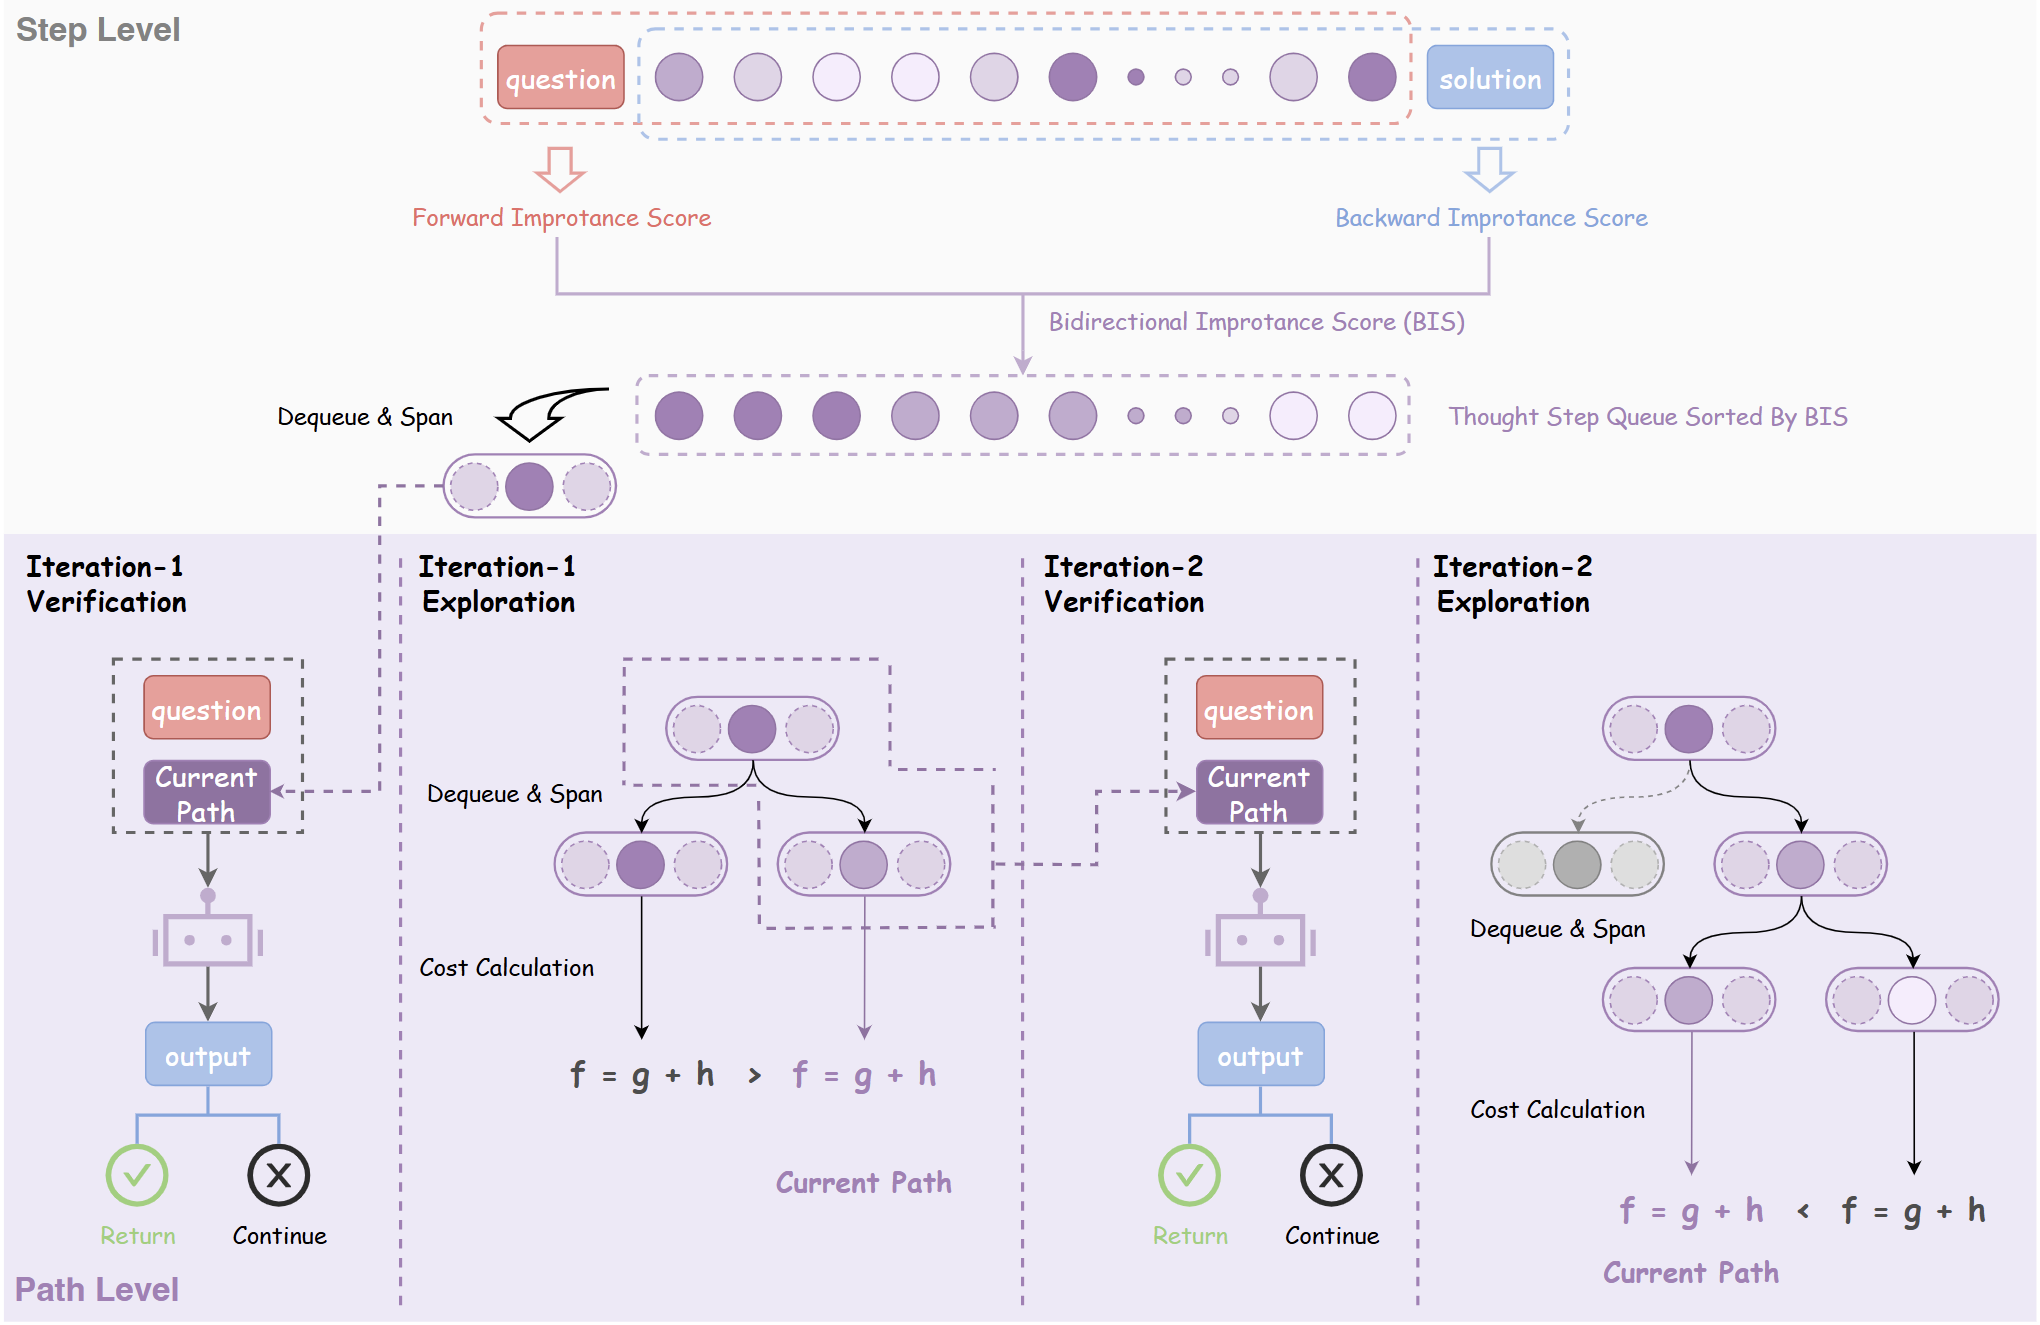 Step Level
question
solution
Forward Improtance Score
Backward Improtance Score
Bidirectional Improtance Score (BIS)
Dequeue & Span
Thought Step Queue Sorted By BIS
Iteration-1
Verification
question
Current
Path
output
Return
Continue
Iteration-1
Exploration
Dequeue & Span
Cost Calculation
f = g + h > f = g + h
Current Path
Iteration-2
Verification
question
Current
Path
output
Return
Continue
Iteration-2
Exploration
Dequeue & Span
Cost Calculation
f = g + h < f = g + h
Current Path
Path Level